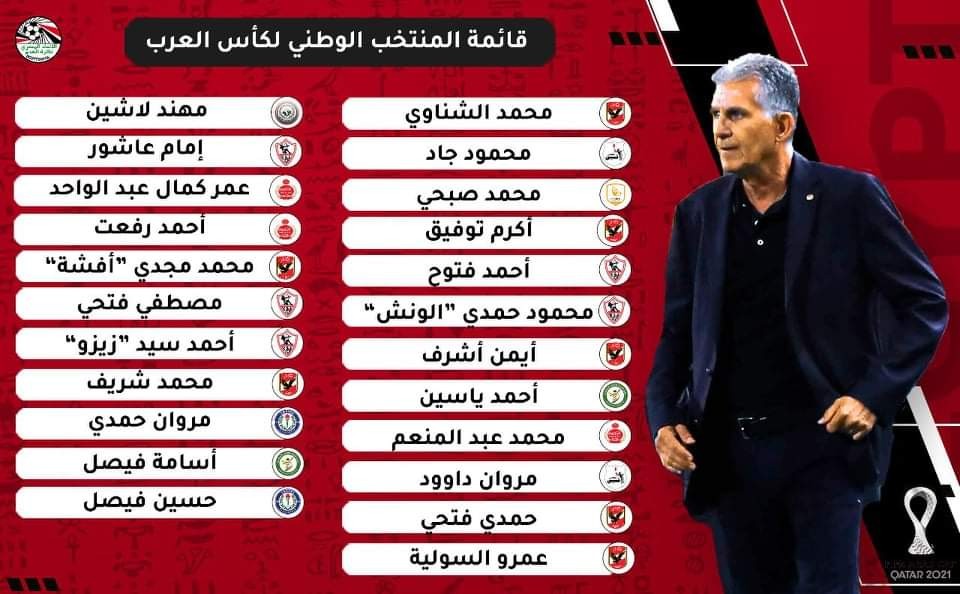 قائمة المنتخب الوطني لكأس العرب
محمد الشناوي
محمود جاد
محمد صبحي
أكرم توفيق
أحمد فتوح
محمود حمدي ”الونش“
أيمن أشرف
أحمد ياسين
محمد عبد المنعم
مروان داوود
حمدي فتحي
عمرو السولية
مهند لاشين
إمام عاشور
عمر كمال عبد الواحد
أحمد رفعت
محمد مجدي ”أفشة“
مصطفي فتحي
أحمد سيد ”زيزو“
محمد شريف
مروان حمدي
أسامة فيصل
حسين فيصل
QATAR 2021